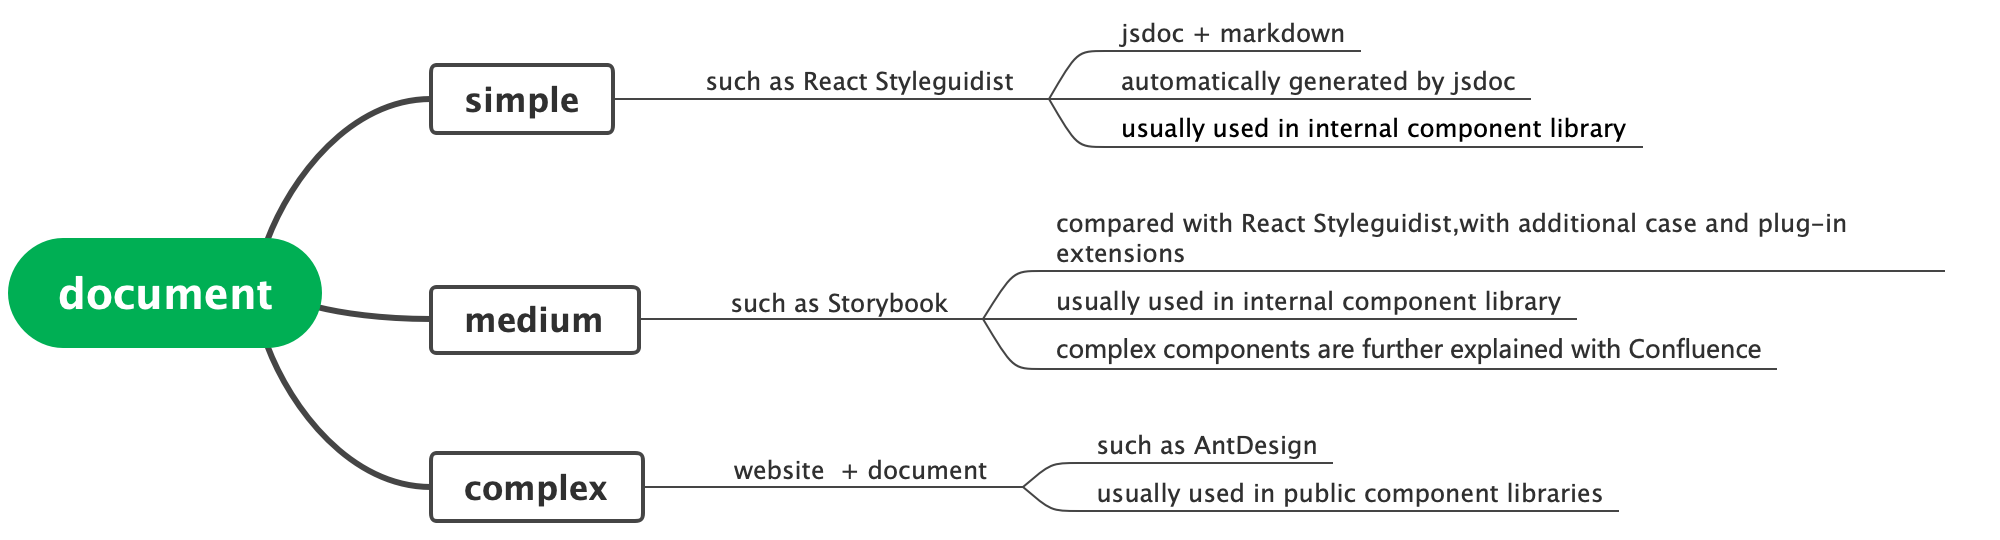 document
simple
such as React Styleguidist
jsdoc + markdown
automatically generated by jsdoc
usually used in internal component library
medium
such as Storybook
compared with React Styleguidist,with additional case and plug-in
extensions
usually used in internal component library
complex components are further explained with Confluence
complex
website  + document
such as AntDesign
usually used in public component libraries